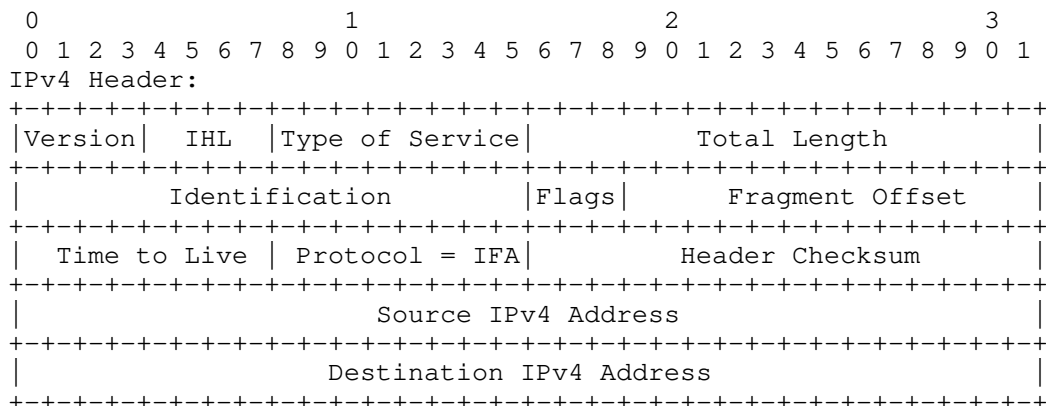 0                   1                   2                   3
 0 1 2 3 4 5 6 7 8 9 0 1 2 3 4 5 6 7 8 9 0 1 2 3 4 5 6 7 8 9 0 1
IPv4 Header:
+-+-+-+-+-+-+-+-+-+-+-+-+-+-+-+-+-+-+-+-+-+-+-+-+-+-+-+-+-+-+-+-+
|Version|  IHL  |Type of Service|          Total Length         |
+-+-+-+-+-+-+-+-+-+-+-+-+-+-+-+-+-+-+-+-+-+-+-+-+-+-+-+-+-+-+-+-+
|         Identification        |Flags|      Fragment Offset    |
+-+-+-+-+-+-+-+-+-+-+-+-+-+-+-+-+-+-+-+-+-+-+-+-+-+-+-+-+-+-+-+-+
|  Time to Live | Protocol = IFA|         Header Checksum       |
+-+-+-+-+-+-+-+-+-+-+-+-+-+-+-+-+-+-+-+-+-+-+-+-+-+-+-+-+-+-+-+-+
|                      Source IPv4 Address                      |
+-+-+-+-+-+-+-+-+-+-+-+-+-+-+-+-+-+-+-+-+-+-+-+-+-+-+-+-+-+-+-+-+
|                   Destination IPv4 Address                    |
+-+-+-+-+-+-+-+-+-+-+-+-+-+-+-+-+-+-+-+-+-+-+-+-+-+-+-+-+-+-+-+-+